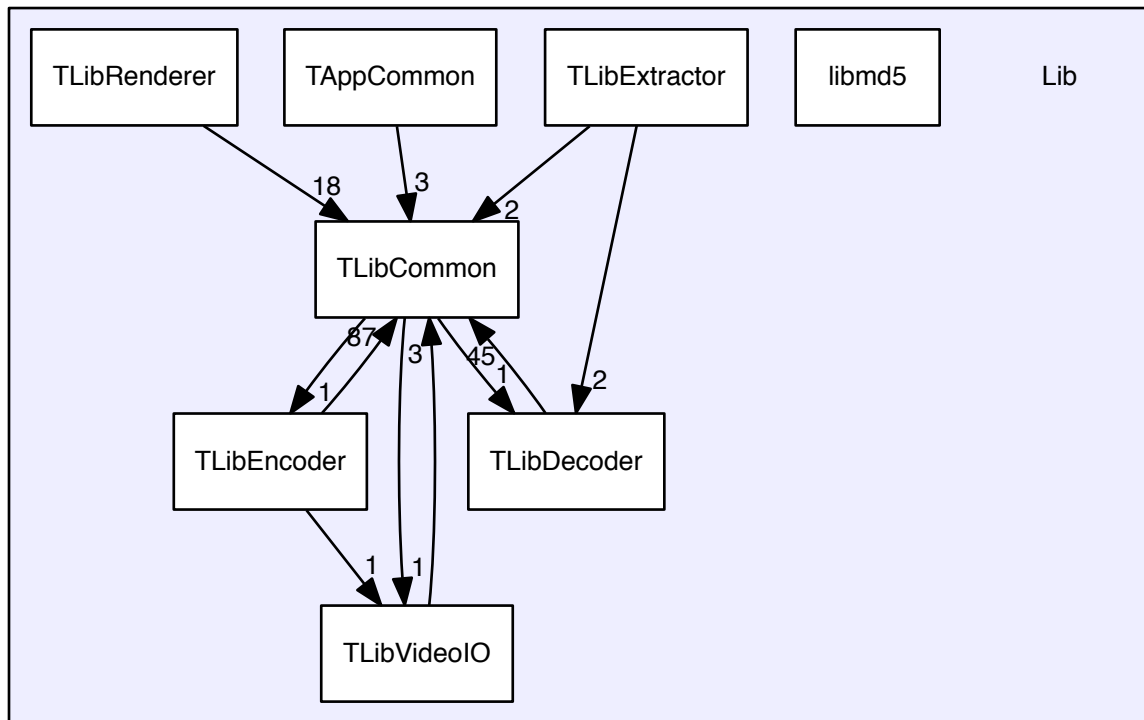 TLibRenderer
TAppCommon
TLibExtractor
libmd5
Lib
18
3
2
TLibCommon
87
3
45
1
1
2
TLibEncoder
TLibDecoder
1
1
TLibVideoIO